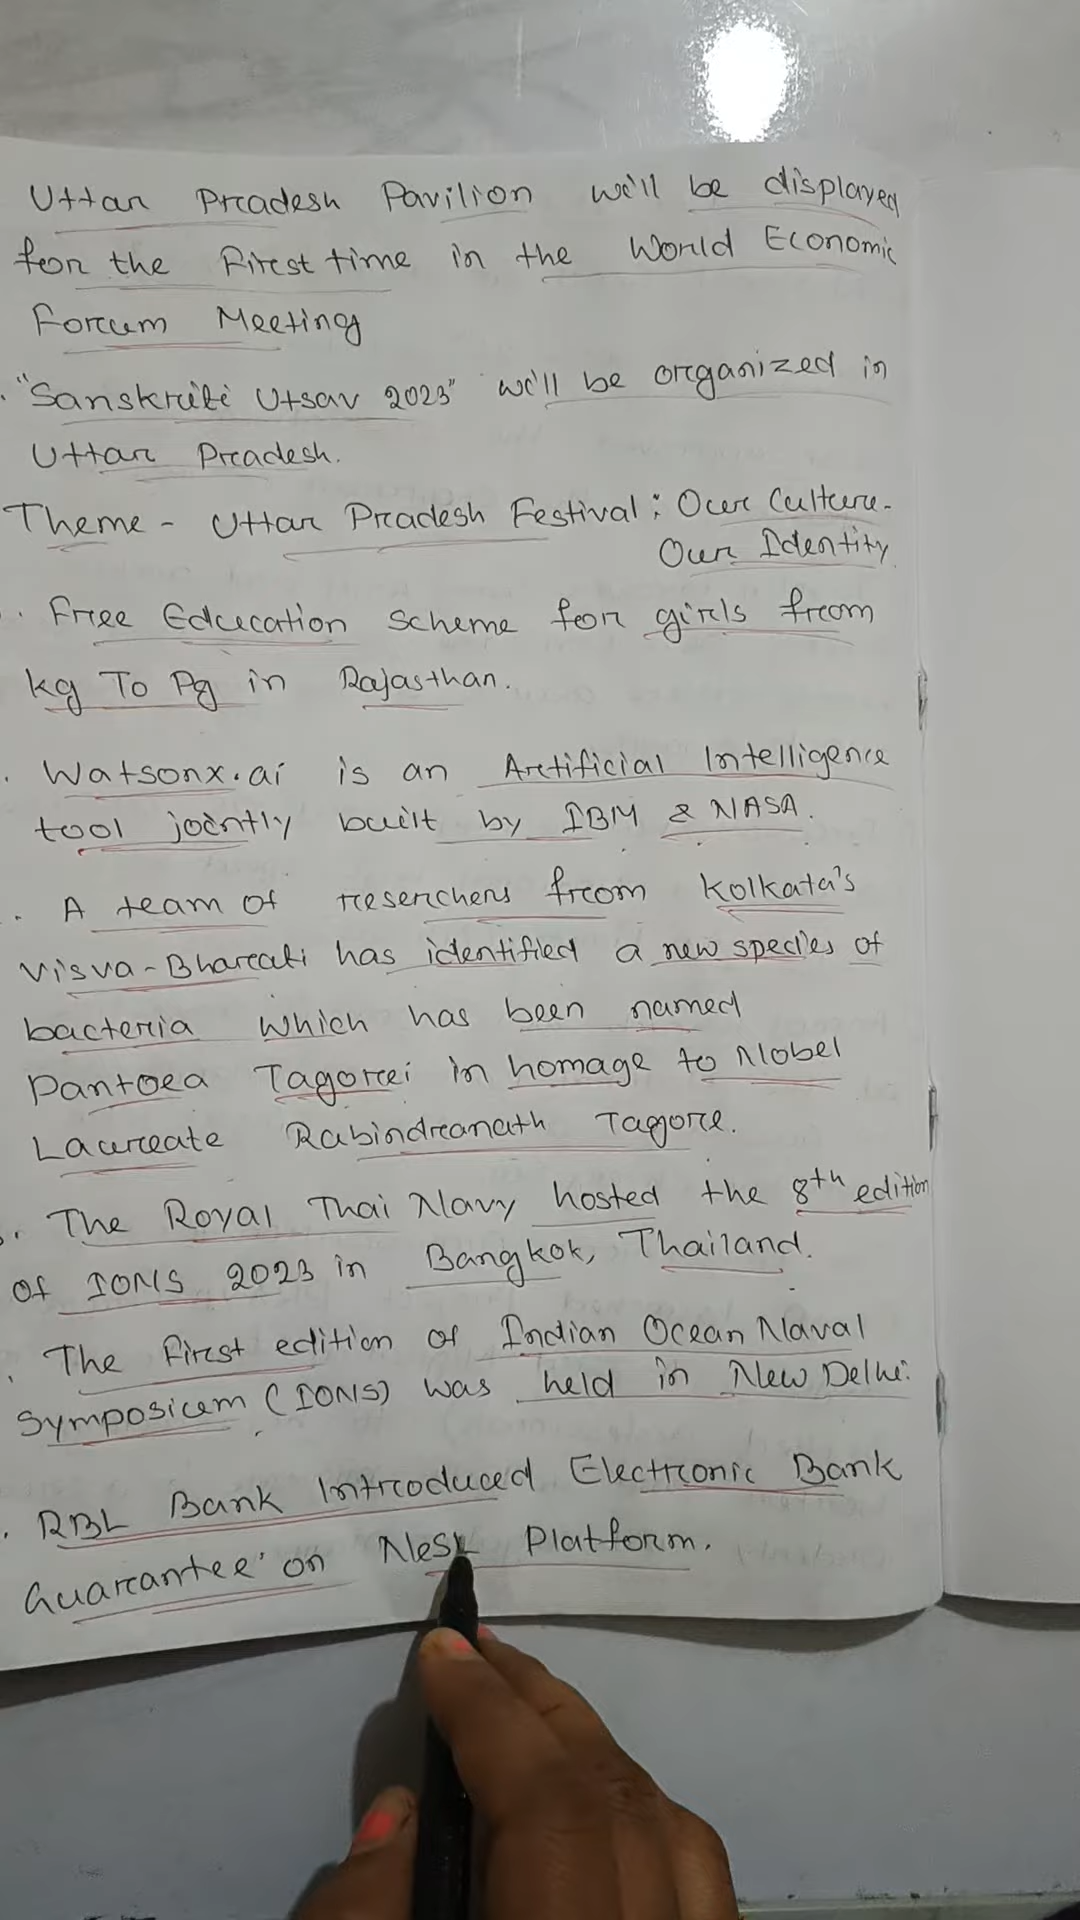 Uttar Pradesh Pavilion will be displayed
for the First time in the World Economic
Forum Meeting
. "Sanskriti Utsav 2023" will be organized in
Uttar Pradesh.
Theme - Uttar Pradesh Festival: Our Culture-
Our Identity
. Free Education Scheme for girls from
kg To Pg in Rajasthan.
. Watsonx.ai is an Artificial Intelligence
tool jointly built by IBM & NASA.
. A team of reserchers from Kolkata's
Visva-Bharati has identified a new species of
bacteria which has been named
Pantoea Tagorei in homage to Nobel
Laureate Rabindranath Tagore.
. The Royal Thai Navy hosted the 8th edition
of IONS 2023 in Bangkok, Thailand.
. The first edition of Indian Ocean Naval
Symposium (IONS) was held in New Delhi.
. RBL Bank Introduced Electronic Bank
Guarantee on Platform.